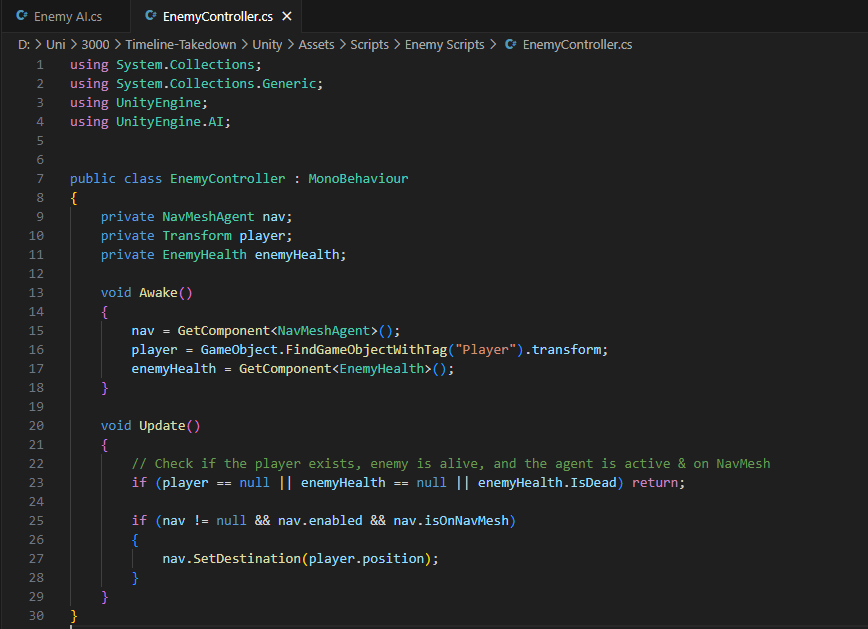 C# Enemy AI.cs
C# EnemyController.cs ×
D: > Uni > 3000 > Timeline-Takedown > Unity > Assets > Scripts > Enemy Scripts > C# EnemyController.cs
1 using System.Collections;
2 using System.Collections.Generic;
3 using UnityEngine;
4 using UnityEngine.AI;
5
6
7 public class EnemyController : MonoBehaviour
8 {
9     private NavMeshAgent nav;
10     private Transform player;
11     private EnemyHealth enemyHealth;
12
13     void Awake()
14     {
15         nav = GetComponent<NavMeshAgent>();
16         player = GameObject.FindGameObjectWithTag("Player").transform;
17         enemyHealth = GetComponent<EnemyHealth>();
18     }
19
20     void Update()
21     {
22         // Check if the player exists, enemy is alive, and the agent is active & on NavMesh
23         if (player == null || enemyHealth == null || enemyHealth.IsDead) return;
24
25         if (nav != null && nav.enabled && nav.isOnNavMesh)
26         {
27             nav.SetDestination(player.position);
28         }
29     }
30 }